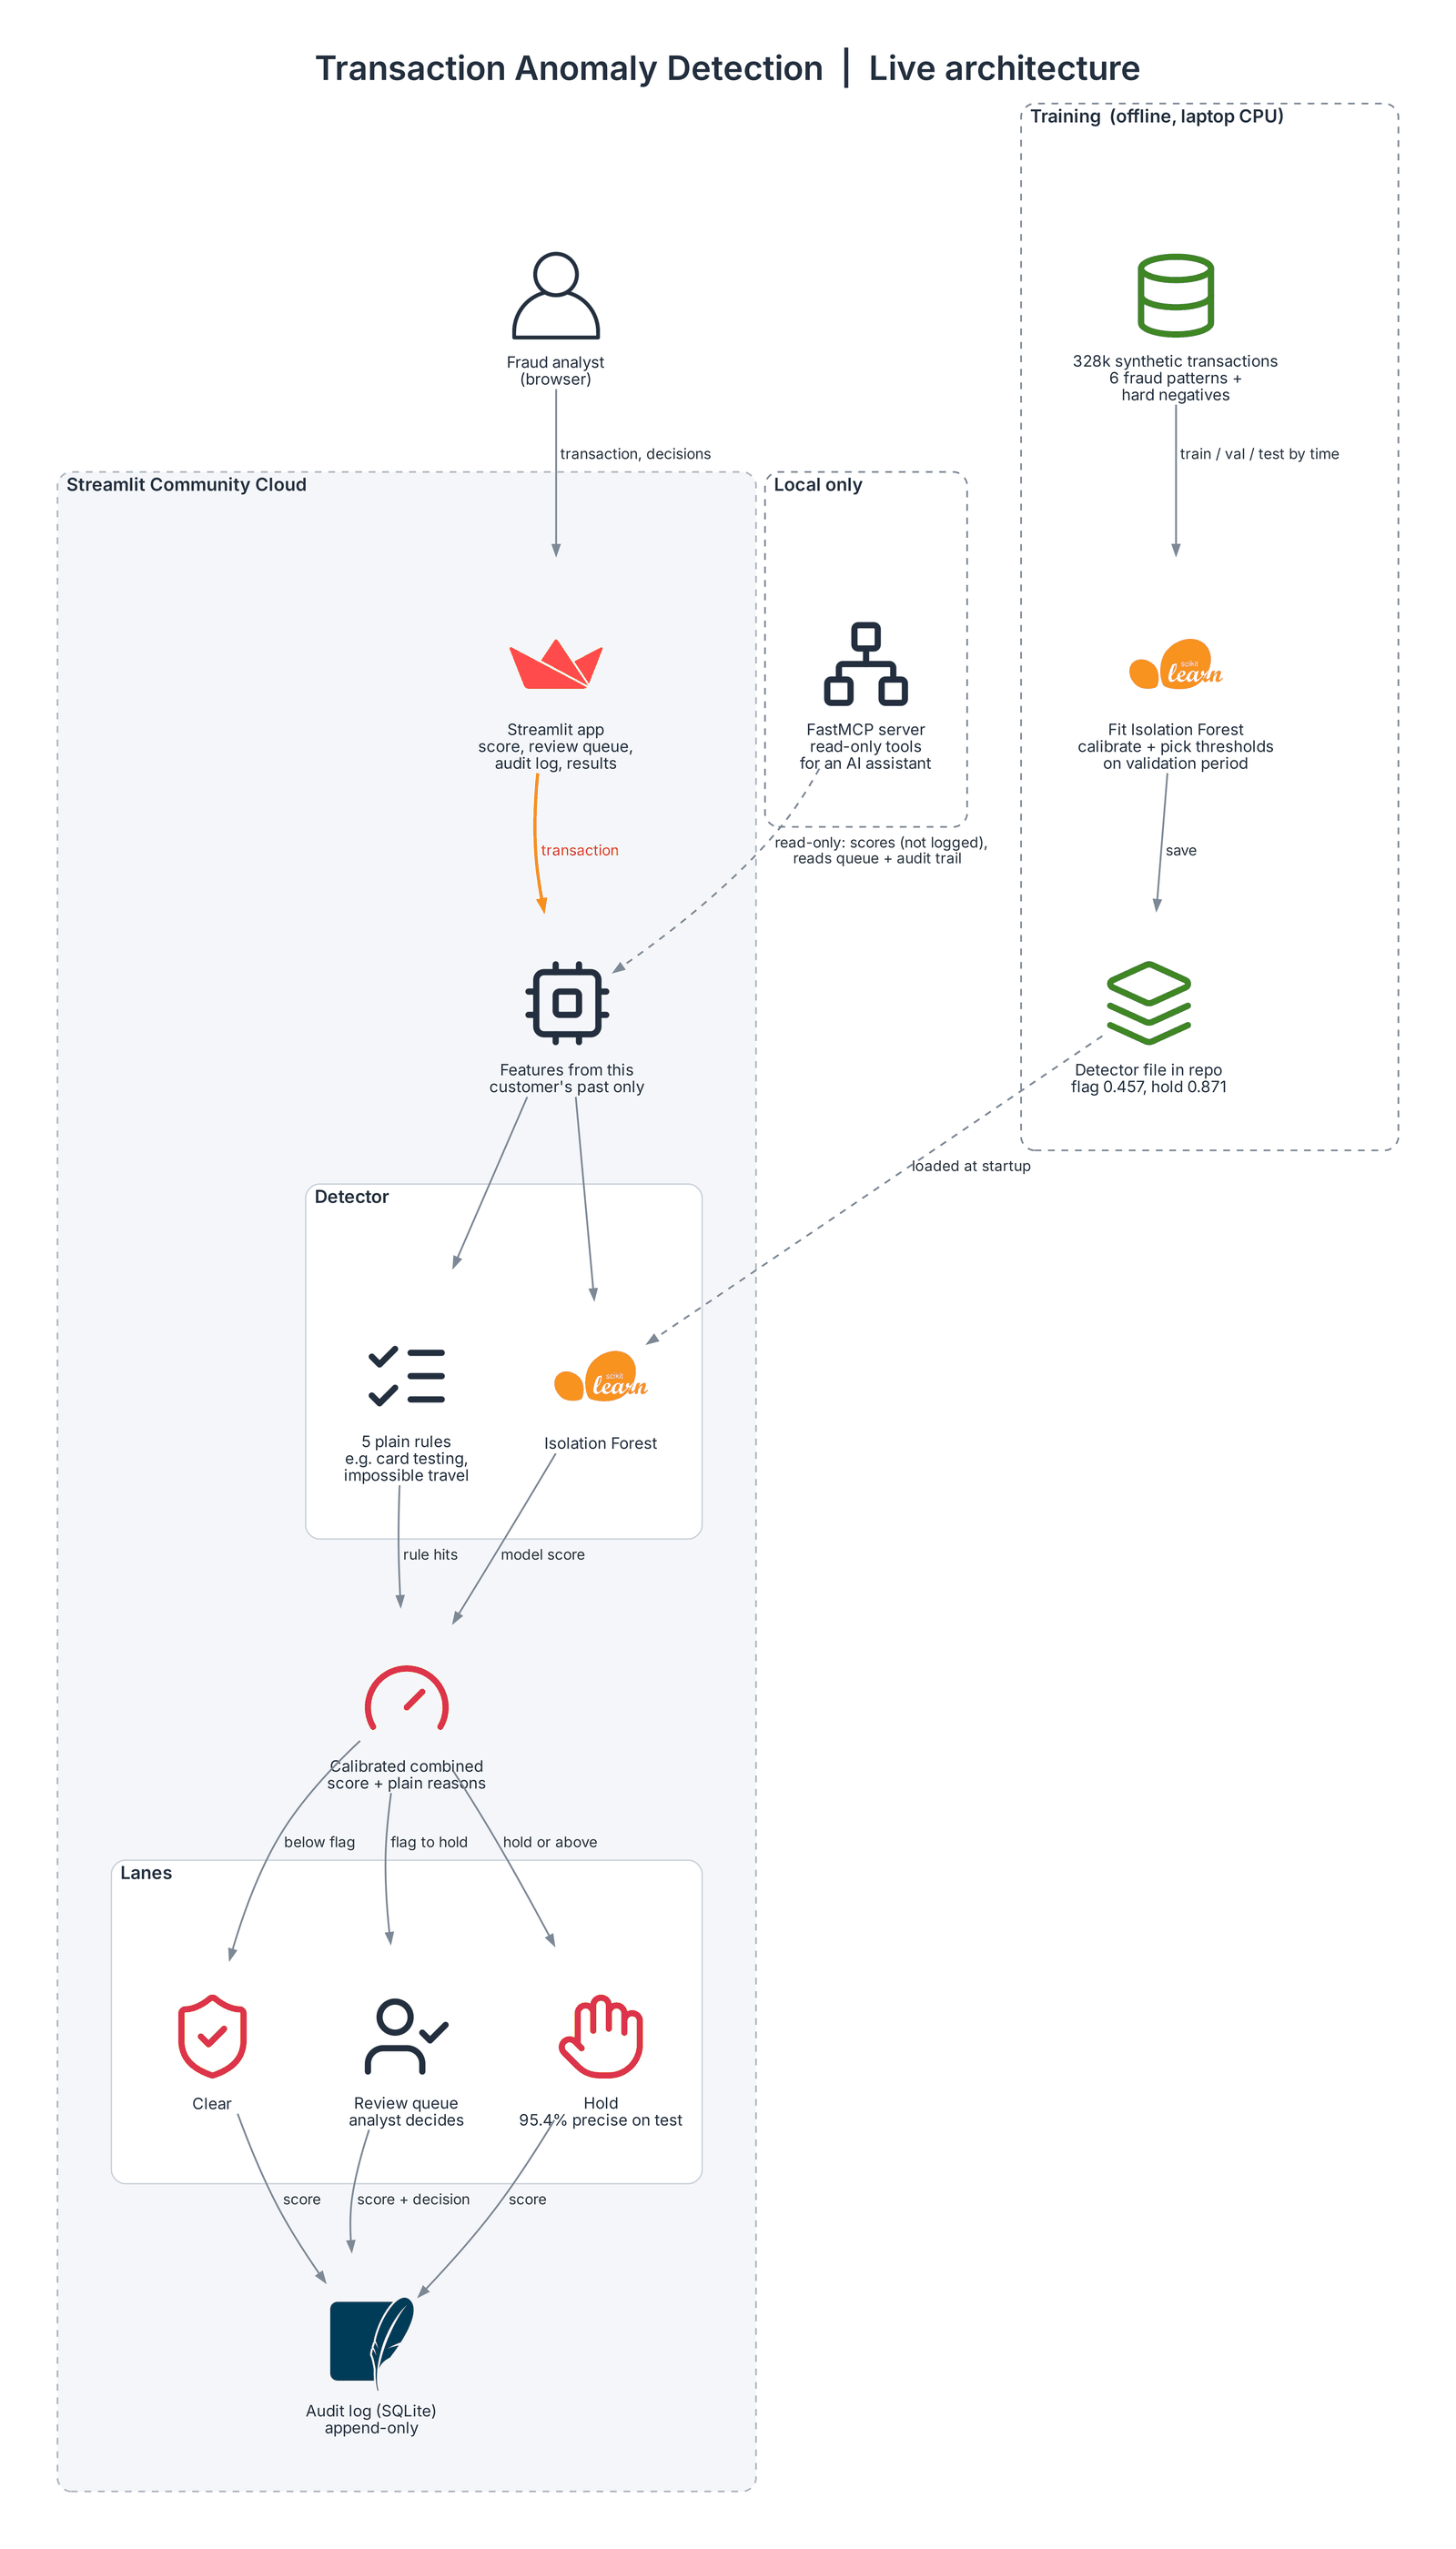 Transaction Anomaly Detection | Live architecture
Training (offline, laptop CPU)
Fraud analyst
(browser)
328k synthetic transactions
6 fraud patterns +
hard negatives
transaction, decisions
train / val / test by time
Streamlit Community Cloud
Local only
Streamlit app
score, review queue,
audit log, results
FastMCP server
read-only tools
for an AI assistant
scikit
learn
Fit Isolation Forest
calibrate + pick thresholds
on validation period
transaction
read-only: scores (not logged),
reads queue + audit trail
save
Features from this
customer's past only
Detector file in repo
flag 0.457, hold 0.871
loaded at startup
Detector
5 plain rules
e.g. card testing,
impossible travel
scikit
learn
Isolation Forest
rule hits
model score
Calibrated combined
score + plain reasons
below flag
flag to hold
hold or above
Lanes
Clear
Review queue
analyst decides
Hold
95.4% precise on test
score
score + decision
score
Audit log (SQLite)
append-only